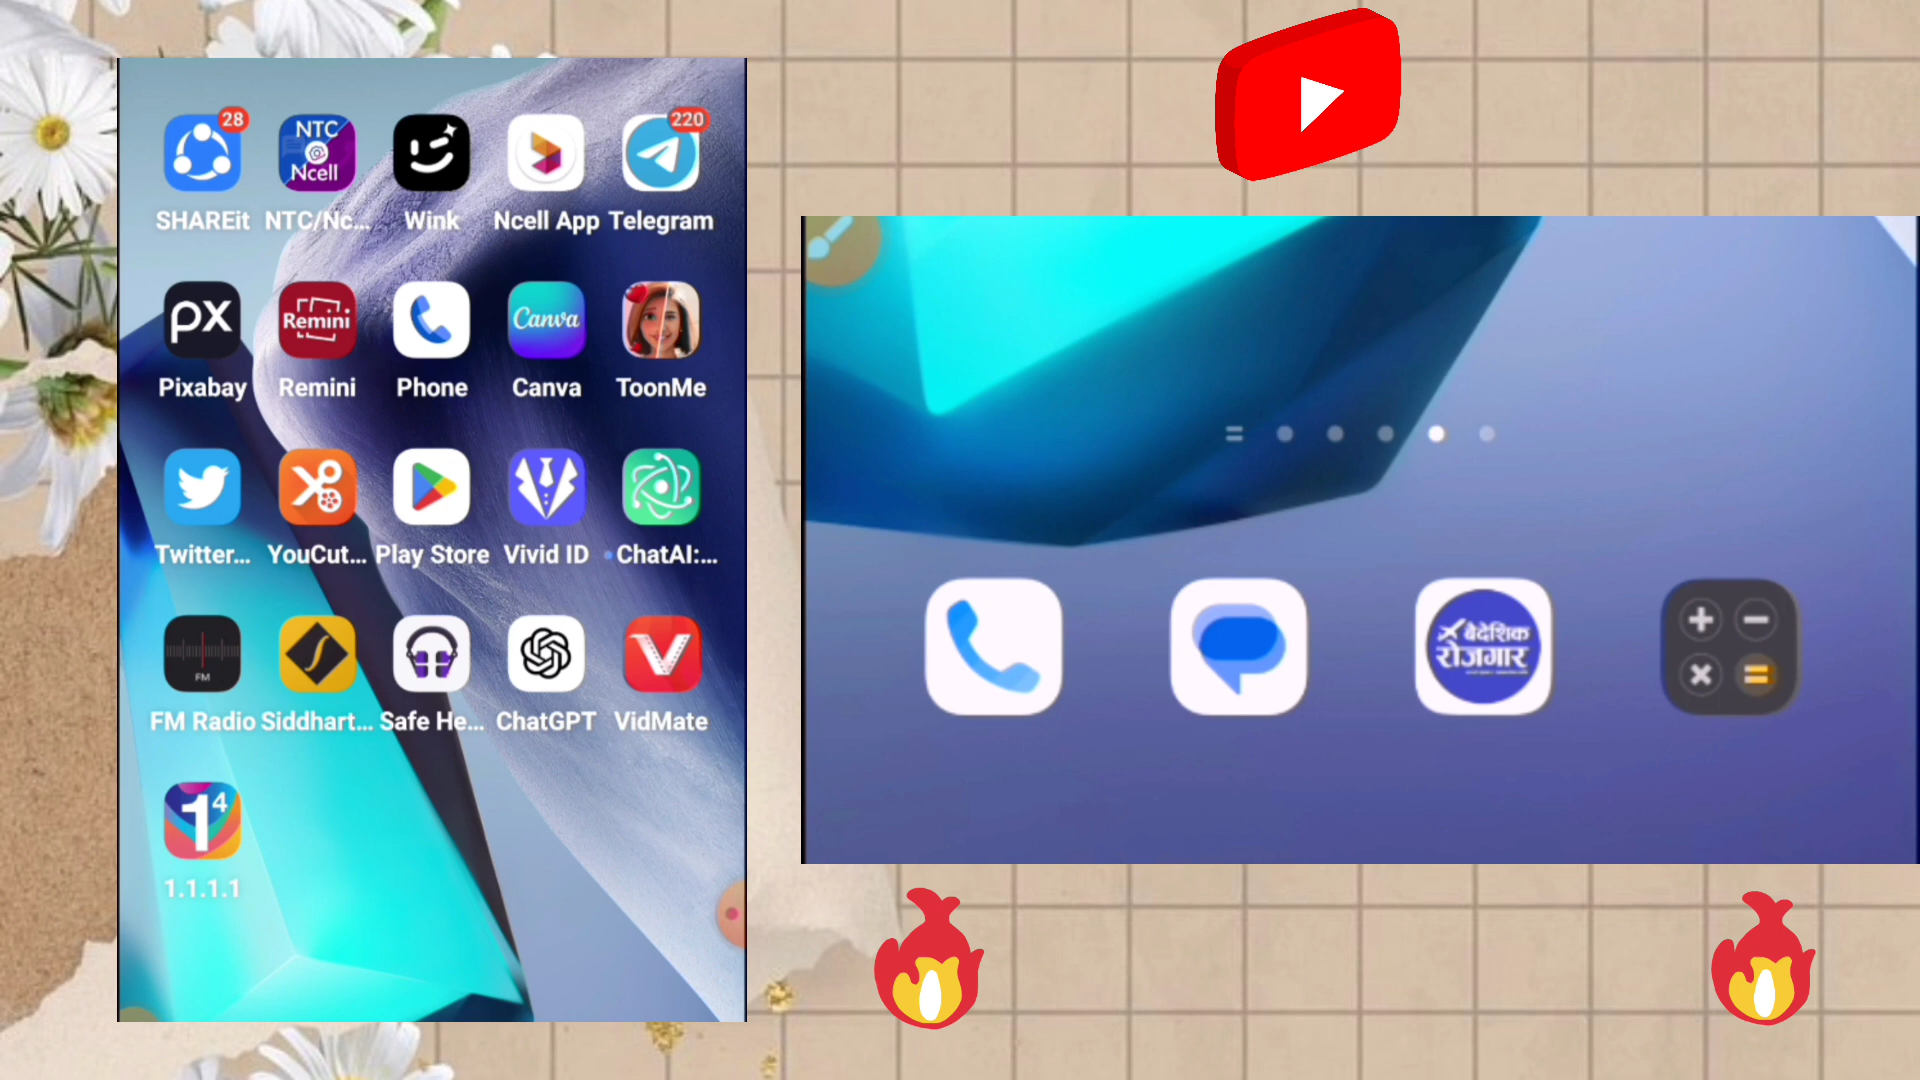 28
NTC
Ncell
220
SHAREit NTC/Nc... Wink Ncell App Telegram
px
Remini
Canva
Pixabay Remini Phone Canva ToonMe
Twitter... YouCut... Play Store Vivid ID ChatAI:...
FM
FM Radio Siddhart... Safe He... ChatGPT VidMate
1⁴
1.1.1.1
बैदेशिक
रोजगार